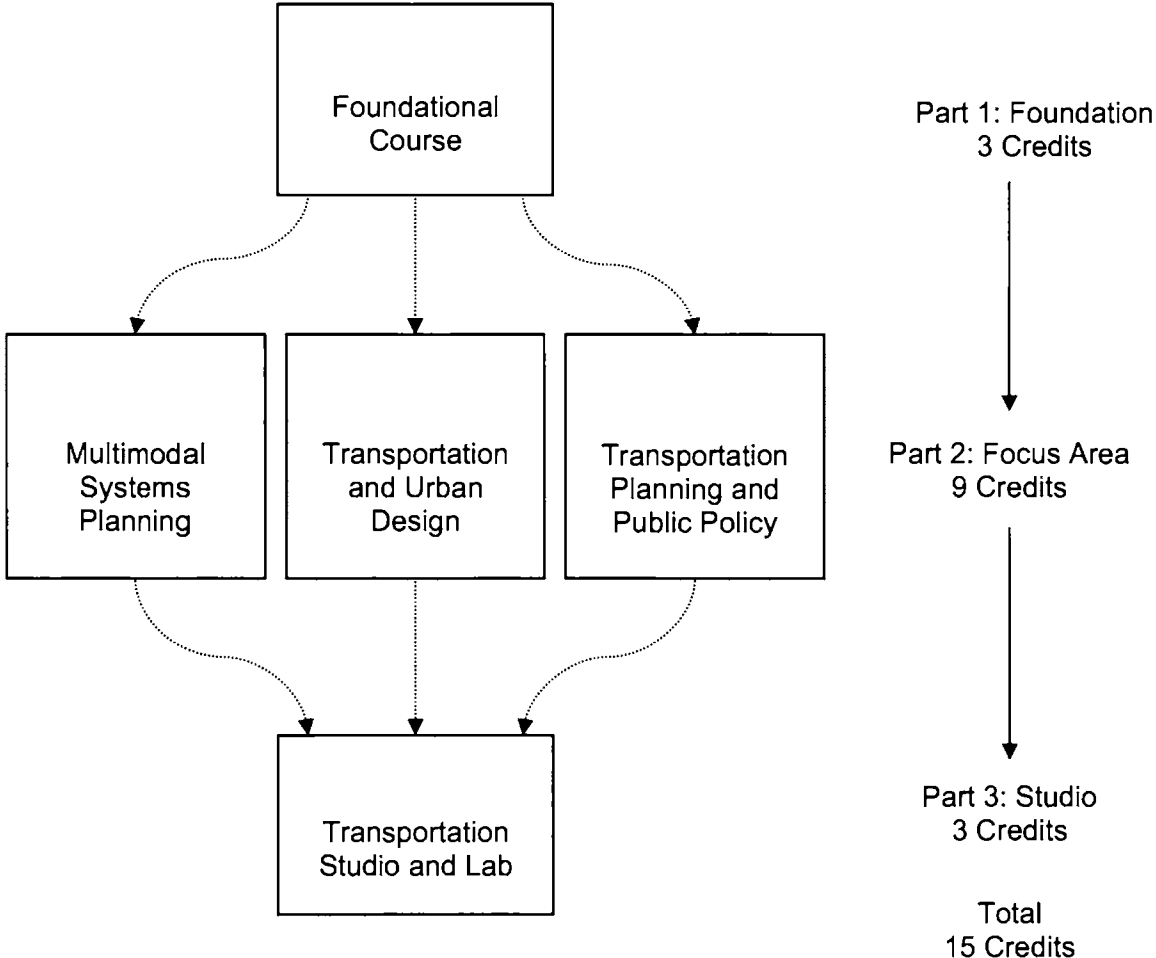 Foundational
Course
Part 1: Foundation
3 Credits
Multimodal
Systems
Planning
Transportation
and Urban
Design
Transportation
Planning and
Public Policy
Part 2: Focus Area
9 Credits
Transportation
Studio and Lab
Part 3: Studio
3 Credits
Total
15 Credits